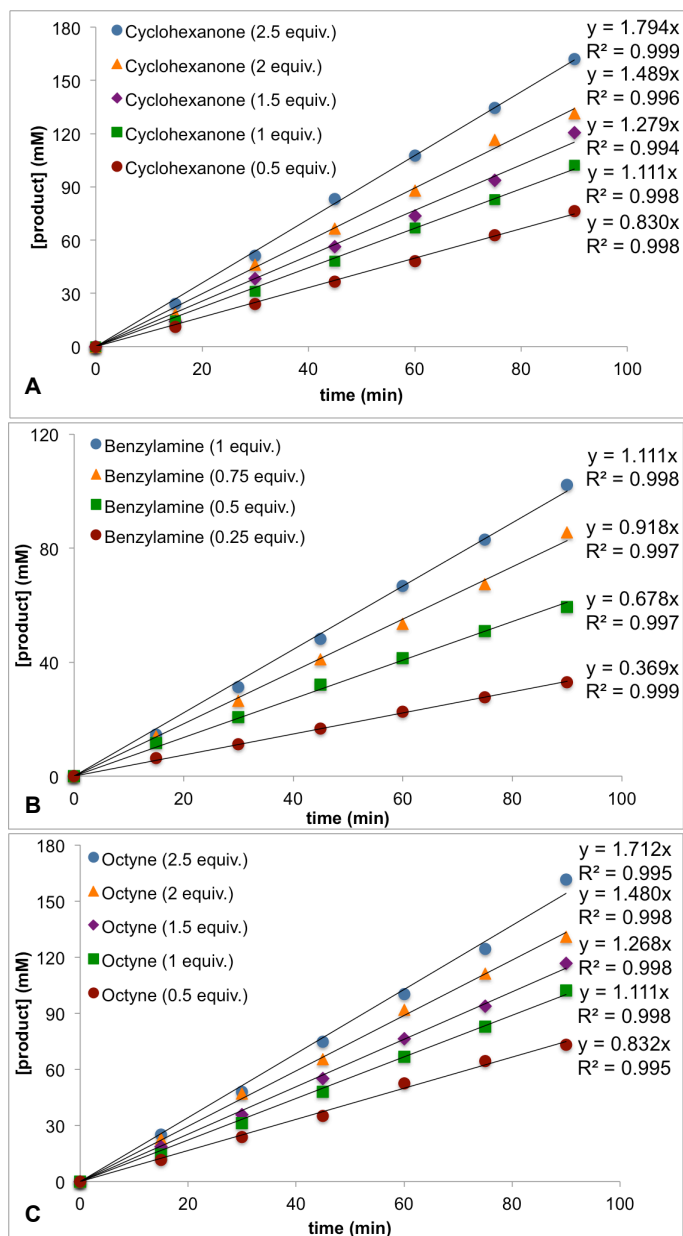 180
150
120
90
60
30
0
[product] (mM)
Cyclohexanone (2.5 equiv.)
Cyclohexanone (2 equiv.)
Cyclohexanone (1.5 equiv.)
Cyclohexanone (1 equiv.)
Cyclohexanone (0.5 equiv.)
y = 1.794x
R² = 0.999
y = 1.489x
R² = 0.996
y = 1.279x
R² = 0.994
y = 1.111x
R² = 0.998
y = 0.830x
R² = 0.998
0 20 40 60 80 100
time (min)
A
120
80
40
0
[product] (mM)
Benzylamine (1 equiv.)
Benzylamine (0.75 equiv.)
Benzylamine (0.5 equiv.)
Benzylamine (0.25 equiv.)
y = 1.111x
R² = 0.998
y = 0.918x
R² = 0.997
y = 0.678x
R² = 0.997
y = 0.369x
R² = 0.999
0 20 40 60 80 100
time (min)
B
180
150
120
90
60
30
0
[product] (mM)
Octyne (2.5 equiv.)
Octyne (2 equiv.)
Octyne (1.5 equiv.)
Octyne (1 equiv.)
Octyne (0.5 equiv.)
y = 1.712x
R² = 0.995
y = 1.480x
R² = 0.998
y = 1.268x
R² = 0.998
y = 1.111x
R² = 0.998
y = 0.832x
R² = 0.995
0 20 40 60 80 100
time (min)
C